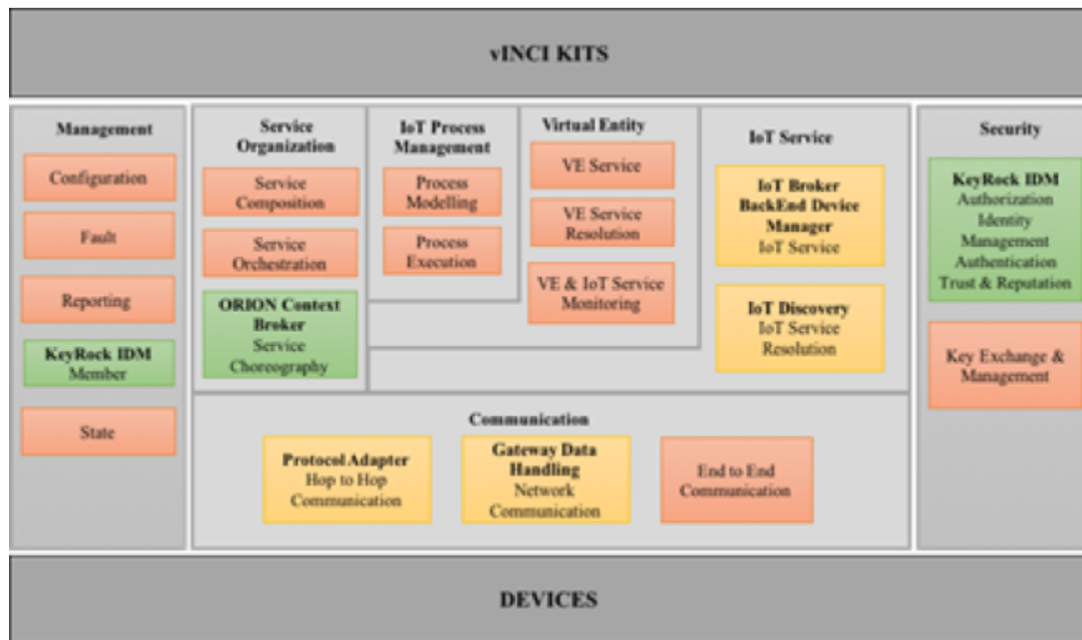 vINCI KITS
Management
Configuration
Fault
Reporting
KeyRock IDM
Member
State
Service
Organization
Service
Composition
Service
Orchestration
ORION Context
Broker
Service
Choreography
IoT Process
Management
Process
Modelling
Process
Execution
Virtual Entity
VE Service
VE Service
Resolution
VE & IoT Service
Monitoring
IoT Service
IoT Broker
BackEnd Device
Manager
IoT Service
IoT Discovery
IoT Service
Resolution
Security
KeyRock IDM
Authorization
Identity
Management
Authentication
Trust & Reputation
Key Exchange &
Management
Communication
Protocol Adapter
Hop to Hop
Communication
Gateway Data
Handling
Network
Communication
End to End
Communication
DEVICES